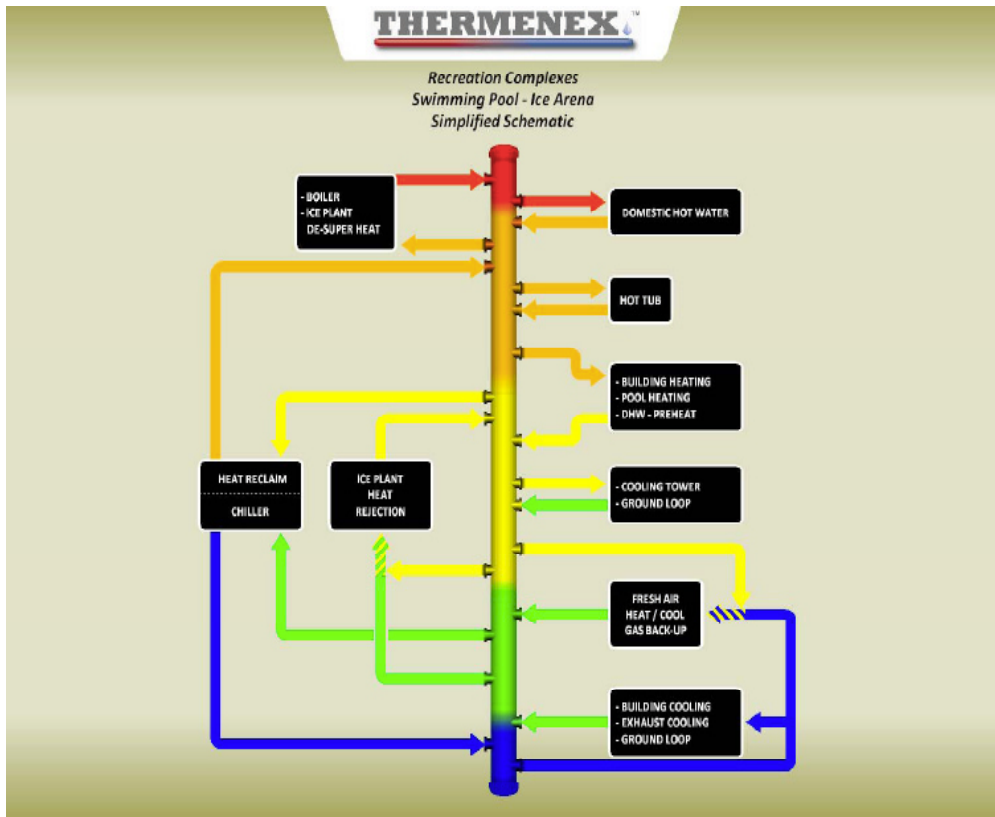 THERMENEX™
Recreation Complexes
Swimming Pool - Ice Arena
Simplified Schematic
- BOILER
- ICE PLANT
DE-SUPER HEAT
DOMESTIC HOT WATER
HOT TUB
- BUILDING HEATING
- POOL HEATING
- DHW - PREHEAT
HEAT RECLAIM
CHILLER
ICE PLANT
HEAT
REJECTION
- COOLING TOWER
- GROUND LOOP
FRESH AIR
HEAT / COOL
GAS BACK-UP
- BUILDING COOLING
- EXHAUST COOLING
- GROUND LOOP